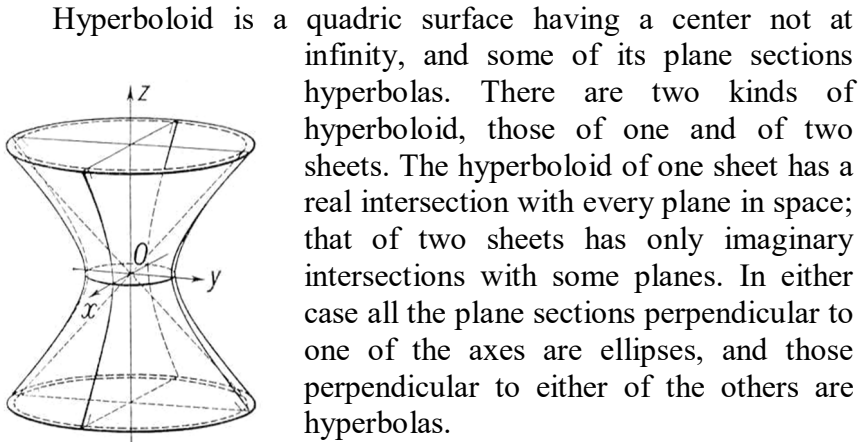 Hyperboloid is a quadric surface having a center not at
infinity, and some of its plane sections
hyperbolas. There are two kinds of
hyperboloid, those of one and of two
sheets. The hyperboloid of one sheet has a
real intersection with every plane in space;
that of two sheets has only imaginary
intersections with some planes. In either
case all the plane sections perpendicular to
one of the axes are ellipses, and those
perpendicular to either of the others are
hyperbolas.
z
O
y
x